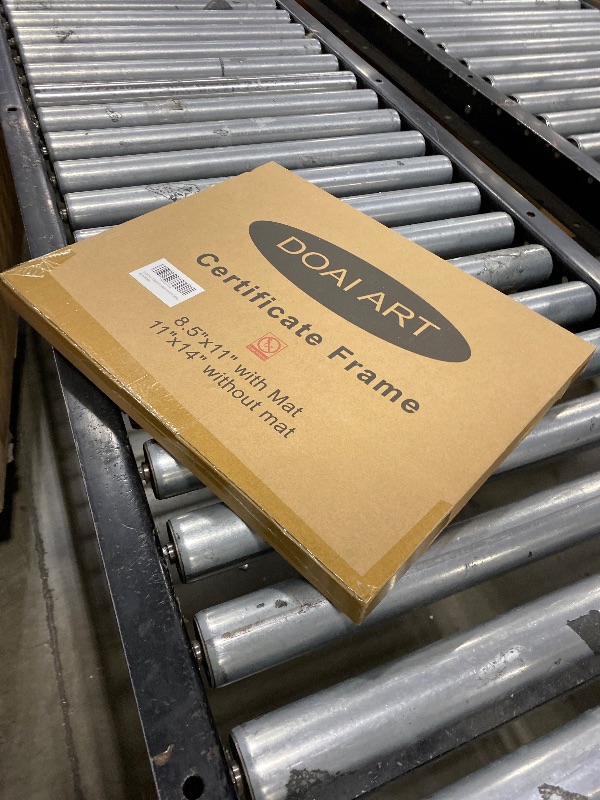 DOAI ART
Certificate Frame
8.5"x11" with Mat
11"x14" without mat